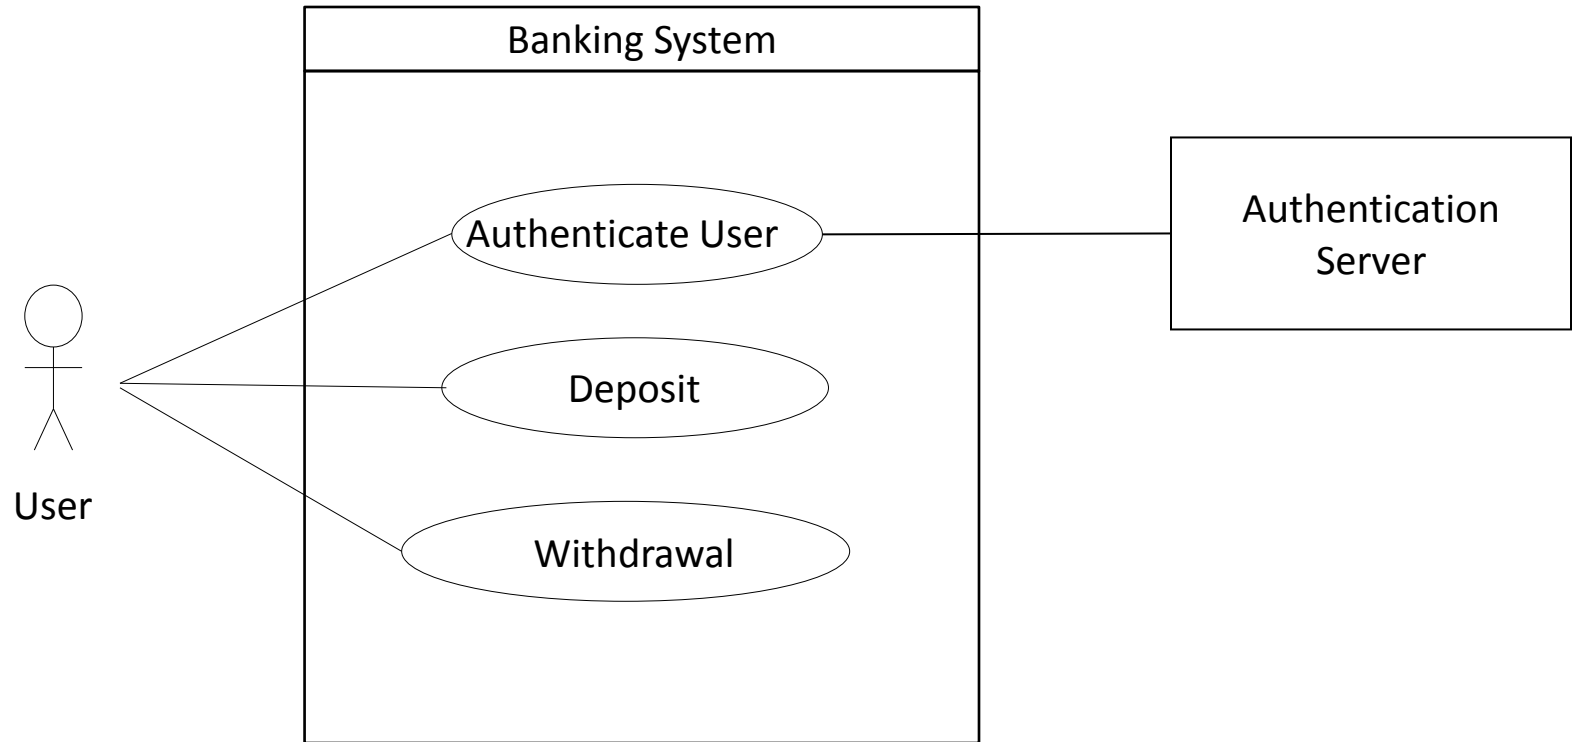 Banking System
Authenticate User
Authentication
Server
Deposit
User
Withdrawal